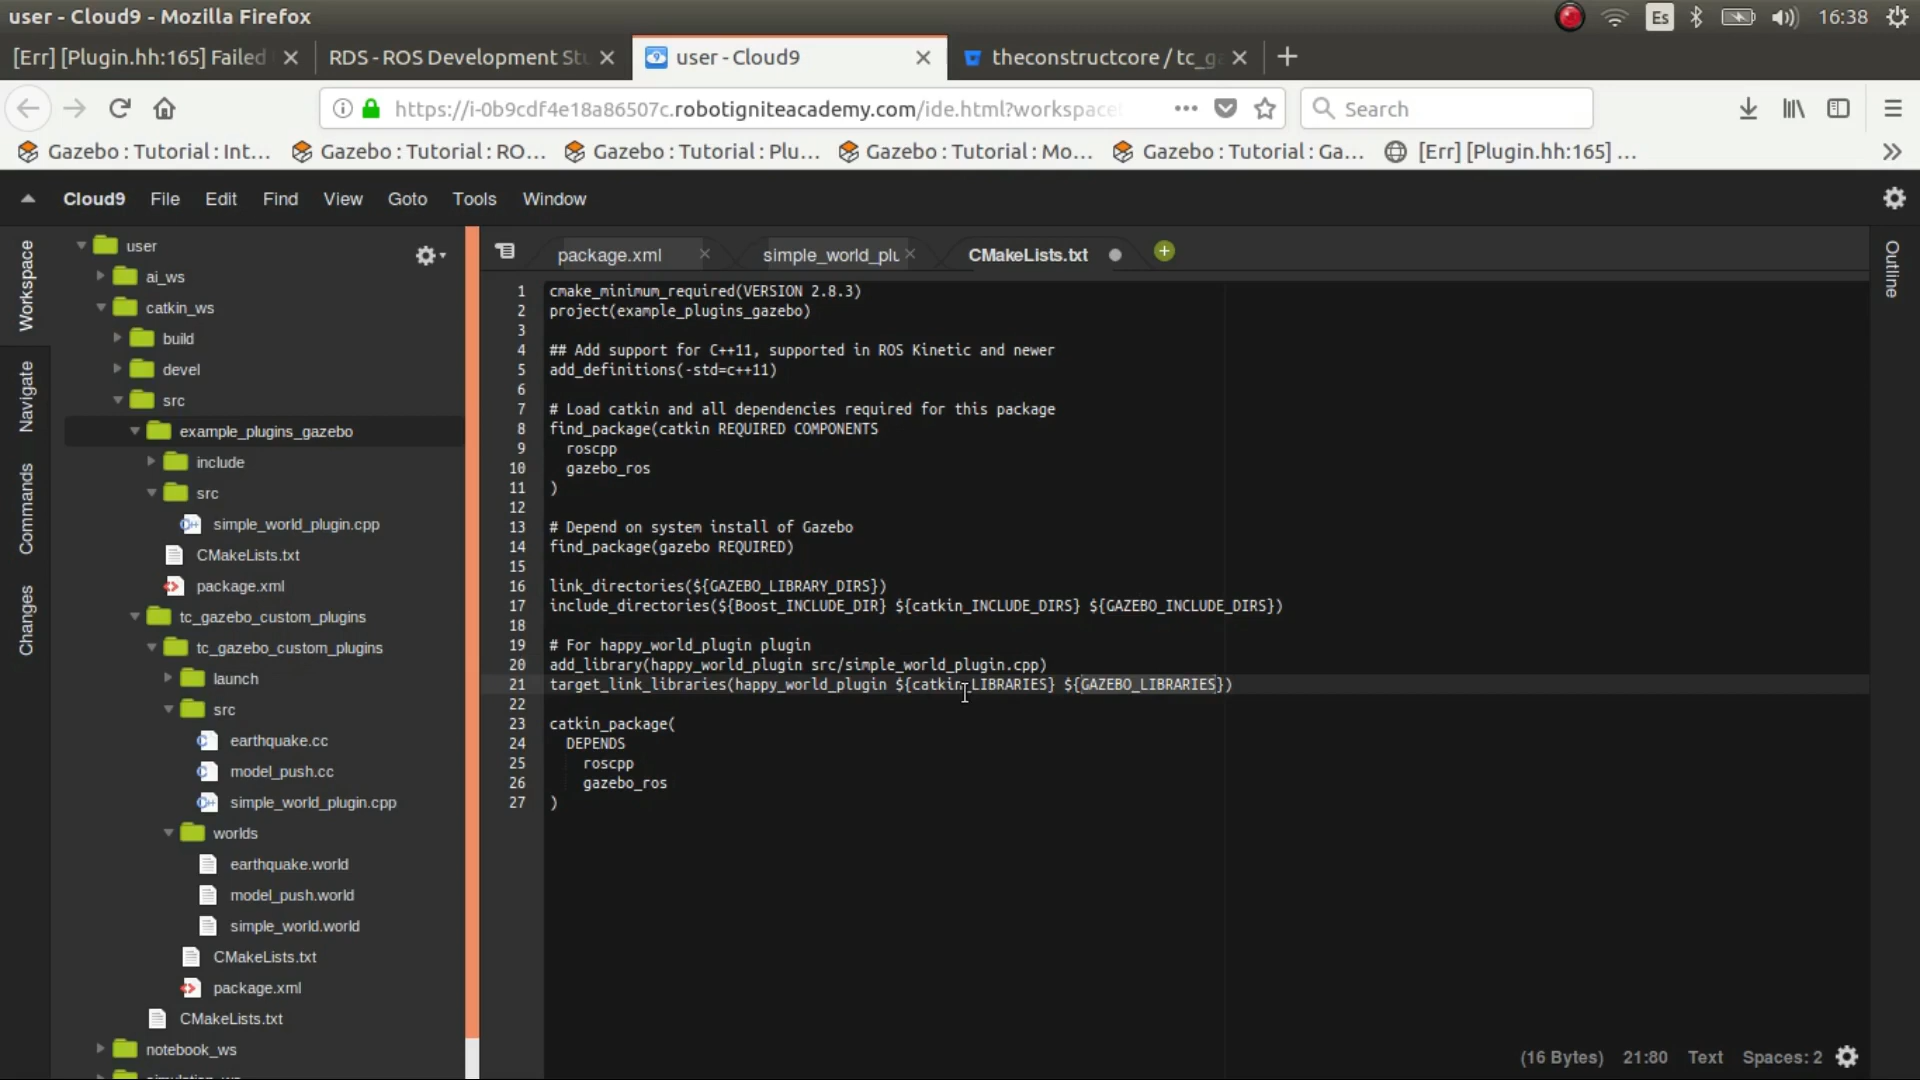 user - Cloud9 - Mozilla Firefox
Es
16:38
[Err] [Plugin.hh:165] Failed
RDS - ROS Development Stu
user - Cloud9
theconstructcore / tc_ga
https://i-0b9cdf4e18a86507c.robotigniteacademy.com/ide.html?workspace
Search
Gazebo : Tutorial : Int...
Gazebo : Tutorial : RO...
Gazebo : Tutorial : Plu...
Gazebo : Tutorial : Mo...
Gazebo : Tutorial : Ga...
[Err] [Plugin.hh:165] ...
Cloud9 File Edit Find View Goto Tools Window
Workspace
Navigate
Commands
Changes
user
ai_ws
catkin_ws
build
devel
src
example_plugins_gazebo
include
src
simple_world_plugin.cpp
CMakeLists.txt
package.xml
tc_gazebo_custom_plugins
tc_gazebo_custom_plugins
launch
src
earthquake.cc
model_push.cc
simple_world_plugin.cpp
worlds
earthquake.world
model_push.world
simple_world.world
CMakeLists.txt
package.xml
CMakeLists.txt
notebook_ws
package.xml
simple_world_plu
CMakeLists.txt
1 cmake_minimum_required(VERSION 2.8.3)
2 project(example_plugins_gazebo)
3
4 ## Add support for C++11, supported in ROS Kinetic and newer
5 add_definitions(-std=c++11)
6
7 # Load catkin and all dependencies required for this package
8 find_package(catkin REQUIRED COMPONENTS
9 roscpp
10 gazebo_ros
11 )
12
13 # Depend on system install of Gazebo
14 find_package(gazebo REQUIRED)
15
16 link_directories(${GAZEBO_LIBRARY_DIRS})
17 include_directories(${Boost_INCLUDE_DIR} ${catkin_INCLUDE_DIRS} ${GAZEBO_INCLUDE_DIRS})
18
19 # For happy_world_plugin plugin
20 add_library(happy_world_plugin src/simple_world_plugin.cpp)
21 target_link_libraries(happy_world_plugin ${catkin_LIBRARIES} ${GAZEBO_LIBRARIES})
22
23 catkin_package(
24 DEPENDS
25 roscpp
26 gazebo_ros
27 )
Outline
(16 Bytes) 21:80 Text Spaces: 2